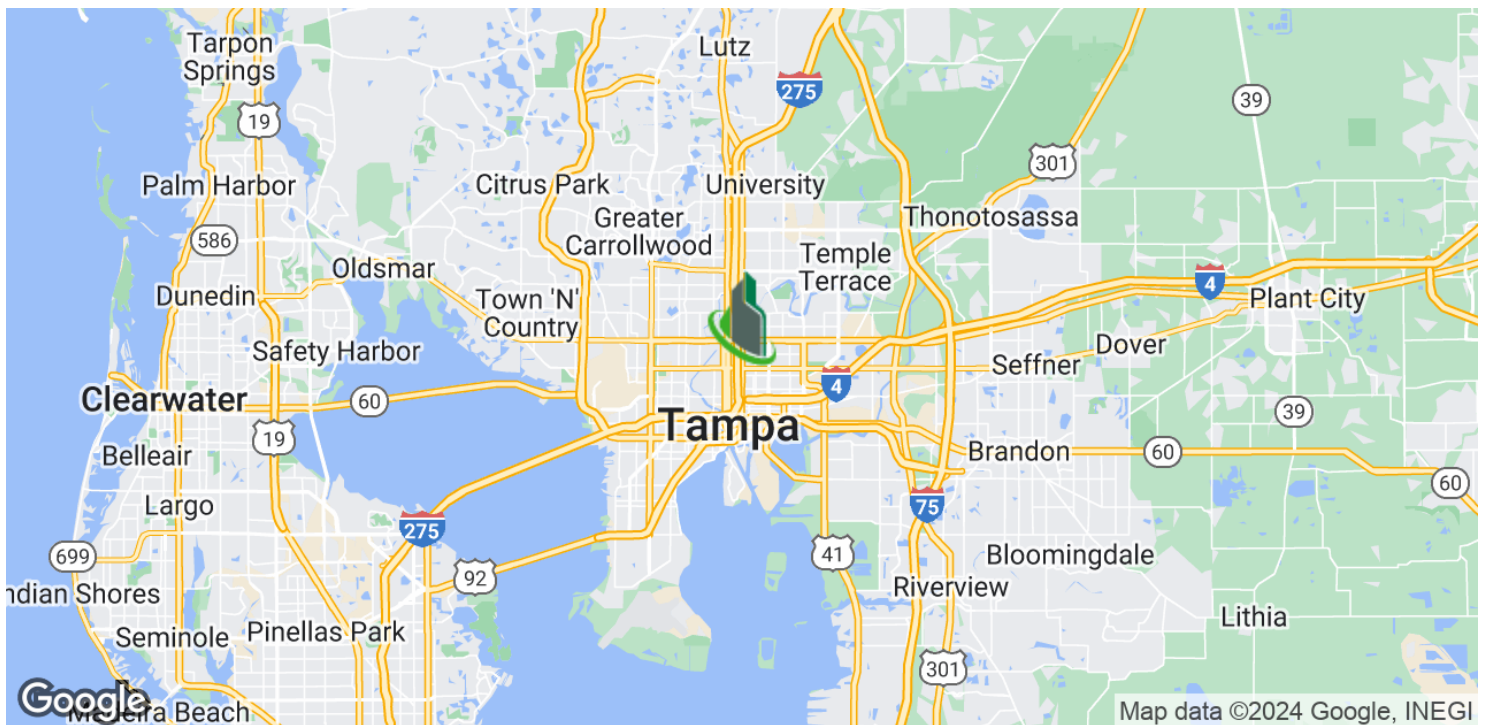 Tarpon
Springs
Lutz
275
39
19
301
Palm Harbor
Citrus Park
University
Thonotosassa
Greater
Carrollwood
586
Temple
Terrace
Oldsmar
4
Dunedin
Town 'N'
Country
Plant City
Safety Harbor
Dover
Seffner
4
Clearwater
60
39
Tampa
19
Belleair
Brandon
60
60
Largo
275
75
699
92
41
Bloomingdale
Riverview
ndian Shores
Lithia
Seminole
Pinellas Park
301
Google
Madeira Beach
Map data ©2024 Google, INEGI